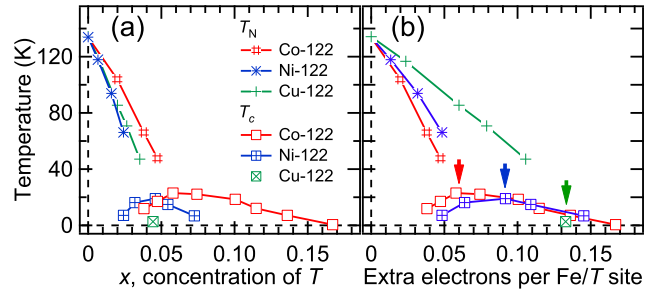 (a)
(b)
T_N
Co-122
Ni-122
Cu-122
T_c
Co-122
Ni-122
Cu-122
Temperature (K)
120
80
40
0
0
0.05
0.10
0.15
0
0.05
0.10
0.15
x, concentration of T
Extra electrons per Fe/T site